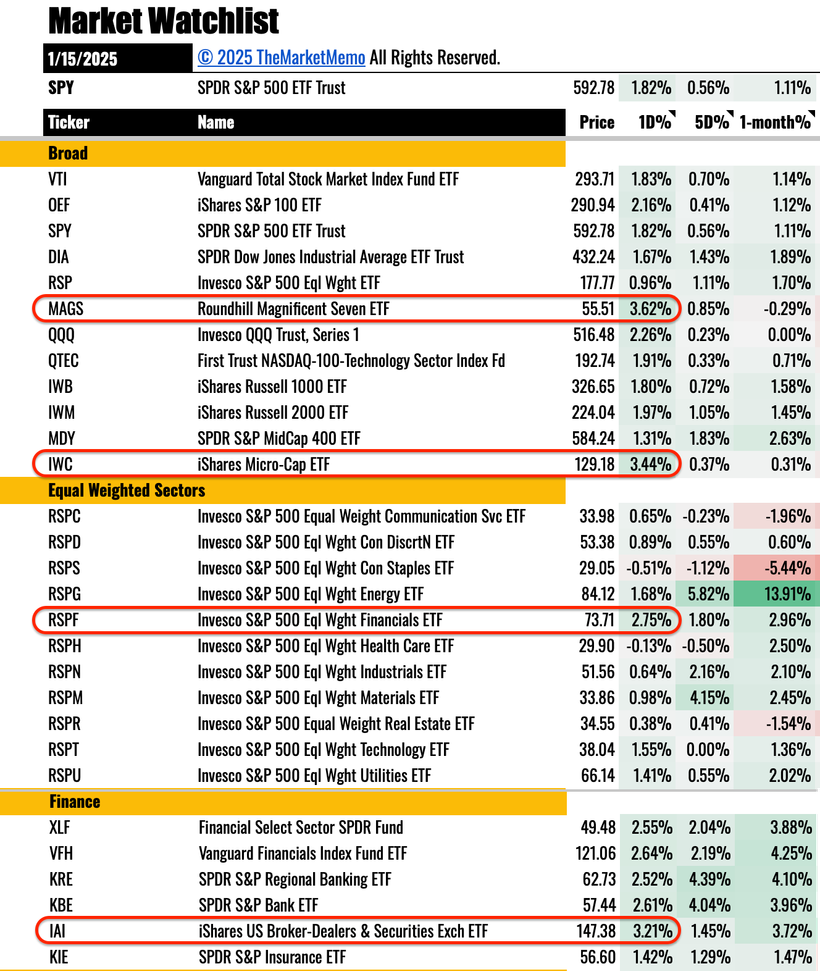 Market Watchlist
1/15/2025 © 2025 TheMarketMemo All Rights Reserved.
SPY SPDR S&P 500 ETF Trust 592.78 1.82% 0.56% 1.11%
Ticker Name Price 1D% 5D% 1-month%
Broad
VTI Vanguard Total Stock Market Index Fund ETF 293.71 1.83% 0.70% 1.14%
OEF iShares S&P 100 ETF 290.94 2.16% 0.41% 1.12%
SPY SPDR S&P 500 ETF Trust 592.78 1.82% 0.56% 1.11%
DIA SPDR Dow Jones Industrial Average ETF Trust 432.24 1.67% 1.43% 1.89%
RSP Invesco S&P 500 Eql Wght ETF 177.77 0.96% 1.11% 1.70%
MAGS Roundhill Magnificent Seven ETF 55.51 3.62% 0.85% -0.29%
QQQ Invesco QQQ Trust, Series 1 516.48 2.26% 0.23% 0.00%
QTEC First Trust NASDAQ-100-Technology Sector Index Fd 192.74 1.91% 0.33% 0.71%
IWB iShares Russell 1000 ETF 326.65 1.80% 0.72% 1.58%
IWM iShares Russell 2000 ETF 224.04 1.97% 1.05% 1.45%
MDY SPDR S&P MidCap 400 ETF 584.24 1.31% 1.83% 2.63%
IWC iShares Micro-Cap ETF 129.18 3.44% 0.37% 0.31%
Equal Weighted Sectors
RSPC Invesco S&P 500 Equal Weight Communication Svc ETF 33.98 0.65% -0.23% -1.96%
RSPD Invesco S&P 500 Eql Wght Con DiscrtN ETF 53.38 0.89% 0.55% 0.60%
RSPS Invesco S&P 500 Eql Wght Con Staples ETF 29.05 -0.51% -1.12% -5.44%
RSPG Invesco S&P 500 Eql Wght Energy ETF 84.12 1.68% 5.82% 13.91%
RSPF Invesco S&P 500 Eql Wght Financials ETF 73.71 2.75% 1.80% 2.96%
RSPH Invesco S&P 500 Eql Wght Health Care ETF 29.90 -0.13% -0.50% 2.50%
RSPN Invesco S&P 500 Eql Wght Industrials ETF 51.56 0.64% 2.16% 2.10%
RSPM Invesco S&P 500 Eql Wght Materials ETF 33.86 0.98% 4.15% 2.45%
RSPR Invesco S&P 500 Equal Weight Real Estate ETF 34.55 0.38% 0.41% -1.54%
RSPT Invesco S&P 500 Eql Wght Technology ETF 38.04 1.55% 0.00% 1.36%
RSPU Invesco S&P 500 Eql Wght Utilities ETF 66.14 1.41% 0.55% 2.02%
Finance
XLF Financial Select Sector SPDR Fund 49.48 2.55% 2.04% 3.88%
VFH Vanguard Financials Index Fund ETF 121.06 2.64% 2.19% 4.25%
KRE SPDR S&P Regional Banking ETF 62.73 2.52% 4.39% 4.10%
KBE SPDR S&P Bank ETF 57.44 2.61% 4.04% 3.96%
IAI iShares US Broker-Dealers & Securities Exch ETF 147.38 3.21% 1.45% 3.72%
KIE SPDR S&P Insurance ETF 56.60 1.42% 1.29% 1.47%